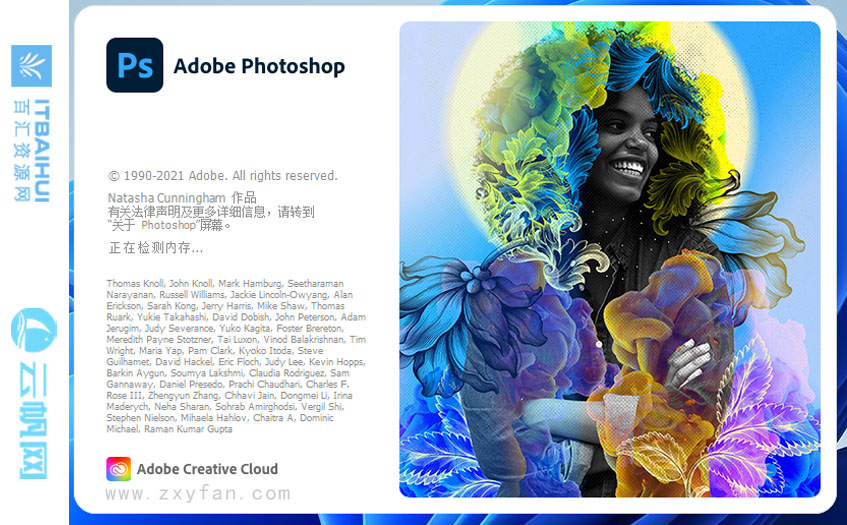 ITBAIHUI
百汇资源网
云帆网
Ps Adobe Photoshop
© 1990-2021 Adobe. All rights reserved.
Natasha Cunningham 作品
有关法律声明及更多详细信息，请转到
“关于 Photoshop”屏幕。
正在检测内存...
Thomas Knoll, John Knoll, Mark Hamburg, Seetharaman
Narayanan, Russell Williams, Jackie Lincoln-Owyang, Alan
Erickson, Sarah Kong, Jerry Harris, Mike Shaw, Thomas
Ruark, Yukie Takahashi, David Dobish, John Peterson, Adam
Jerugim, Judy Severance, Yuko Kagita, Foster Brereton,
Meredith Payne Stotzner, Tai Luxon, Vinod Balakrishnan, Tim
Wright, Maria Yap, Pam Clark, Kyoko Itoda, Steve
Guilhamet, David Hackel, Eric Floch, Judy Lee, Kevin Hopps,
Barkin Aygun, Soumya Lakshmi, Claudia Rodriguez, Sam
Gannaway, Daniel Presedo, Prachi Chaudhari, Charles F.
Rose III, Zhengyun Zhang, Chhavi Jain, Dongmei Li, Irina
Maderych, Neha Sharan, Sohrab Amirghodsi, Vergil Shi,
Stephen Nielson, Mihaela Hahlov, Chaitra A, Dominic
Michael, Raman Kumar Gupta
Adobe Creative Cloud
www.zxyfan.com